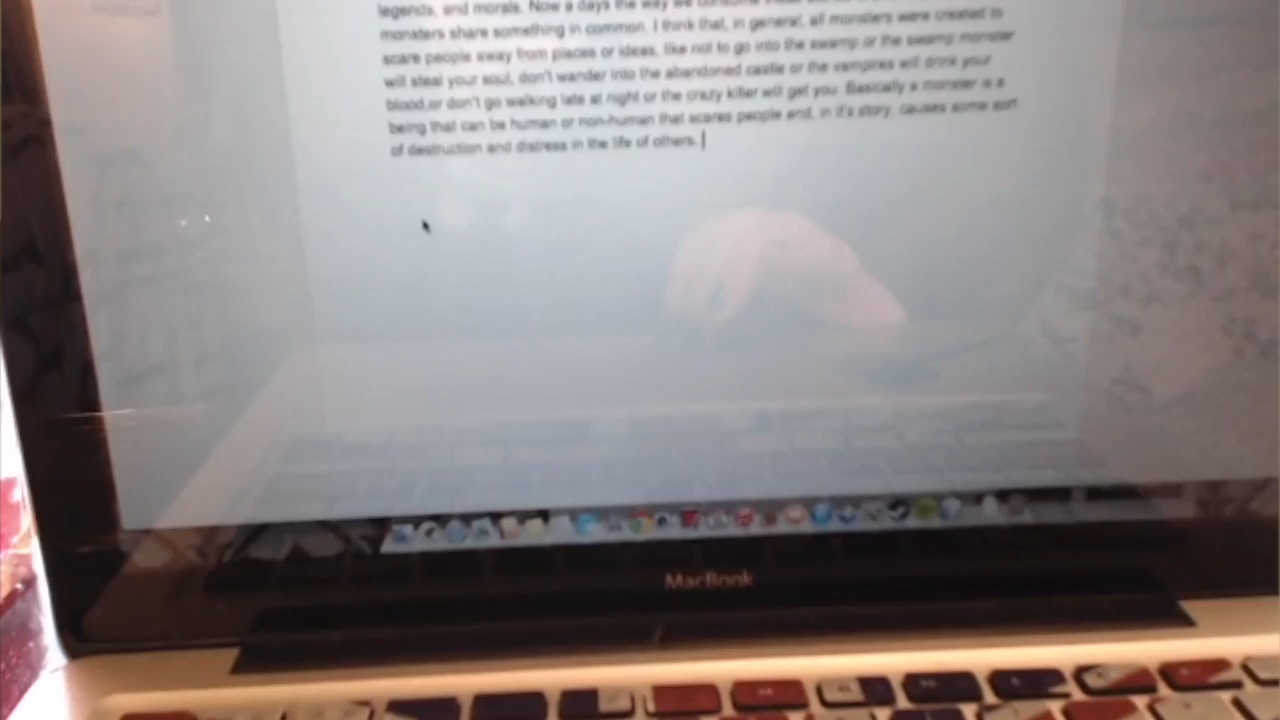 legends, and morals. Now a days the way we consume these
monsters share something in common. I think that, in general, all monsters were created to
scare people away from places or ideas, like not to go into the swamp or the swamp monster
will steal your soul, don't wander into the abandoned castle or the vampires will drink your
blood,or don't go walking late at night or the crazy killer will get you. Basically a monster is a
being that can be human or non-human that scares people and, in it's story, causes some sort
of destruction and distress in the life of others.
MacBook